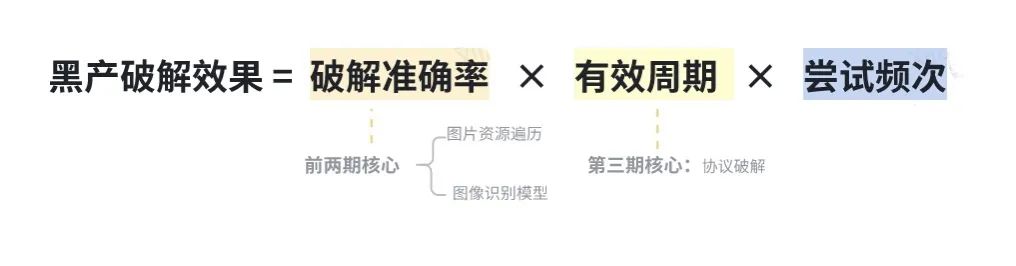 黑产破解效果 = 破解准确率 × 有效周期 × 尝试频次
图片资源遍历
前两期核心 第三期核心：协议破解
图像识别模型